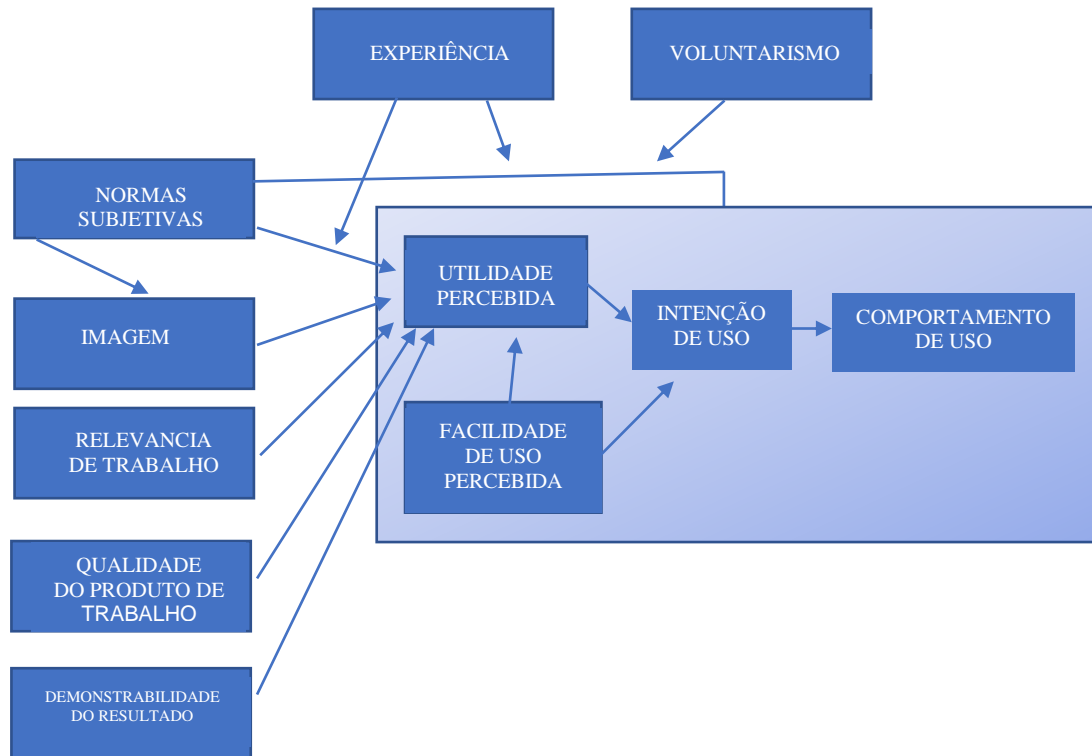 EXPERIÊNCIA
VOLUNTARISMO
NORMAS
SUBJETIVAS
IMAGEM
RELEVANCIA
DE TRABALHO
QUALIDADE
DO PRODUTO DE
TRABALHO
DEMONSTRABILIDADE
DO RESULTADO
UTILIDADE
PERCEBIDA
FACILIDADE
DE USO
PERCEBIDA
INTENÇÃO
DE USO
COMPORTAMENTO
DE USO